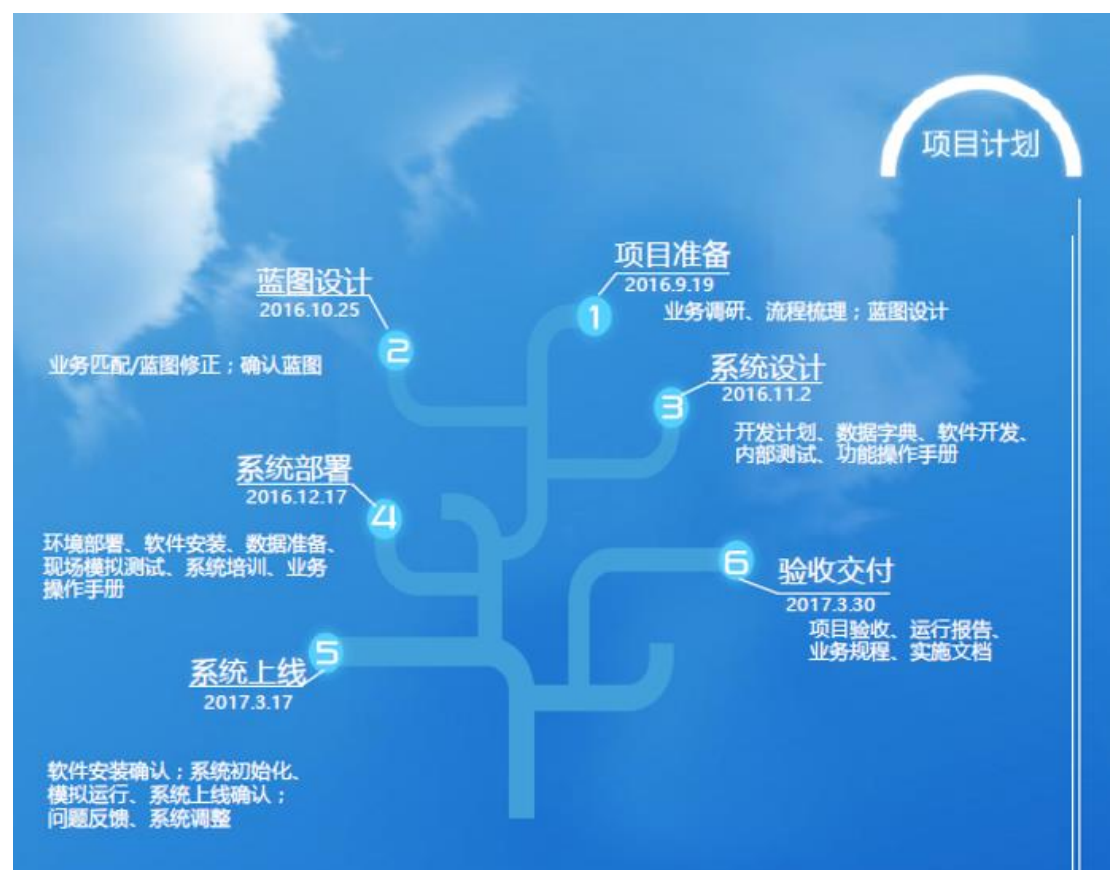 项目计划
1
项目准备
2016.9.19
业务调研、流程梳理；蓝图设计
2
蓝图设计
2016.10.25
业务匹配/蓝图修正；确认蓝图
3
系统设计
2016.11.2
开发计划、数据字典、软件开发、
内部测试、功能操作手册
4
系统部署
2016.12.17
环境部署、软件安装、数据准备、
现场模拟测试、系统培训、业务
操作手册
5
系统上线
2017.3.17
软件安装确认；系统初始化、
模拟运行、系统上线确认；
问题反馈、系统调整
6
验收交付
2017.3.30
项目验收、运行报告、
业务规程、实施文档